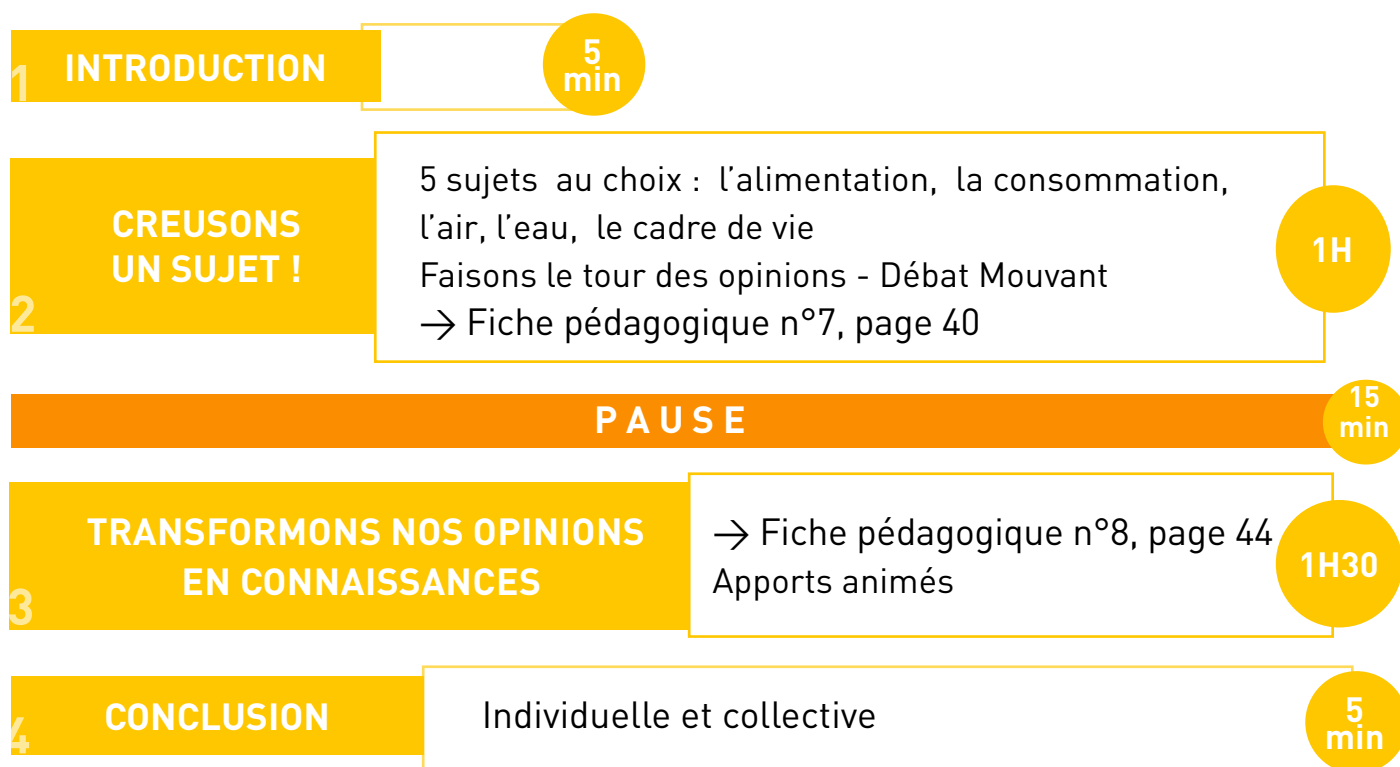 1 INTRODUCTION
5
min
CREUSONS
UN SUJET !
2
5 sujets au choix : l’alimentation, la consommation,
l’air, l’eau, le cadre de vie
Faisons le tour des opinions - Débat Mouvant
→ Fiche pédagogique n°7, page 40
1H
PAUSE
15
min
TRANSFORMONS NOS OPINIONS
EN CONNAISSANCES
3
→ Fiche pédagogique n°8, page 44
Apports animés
1H30
4 CONCLUSION
Individuelle et collective
5
min